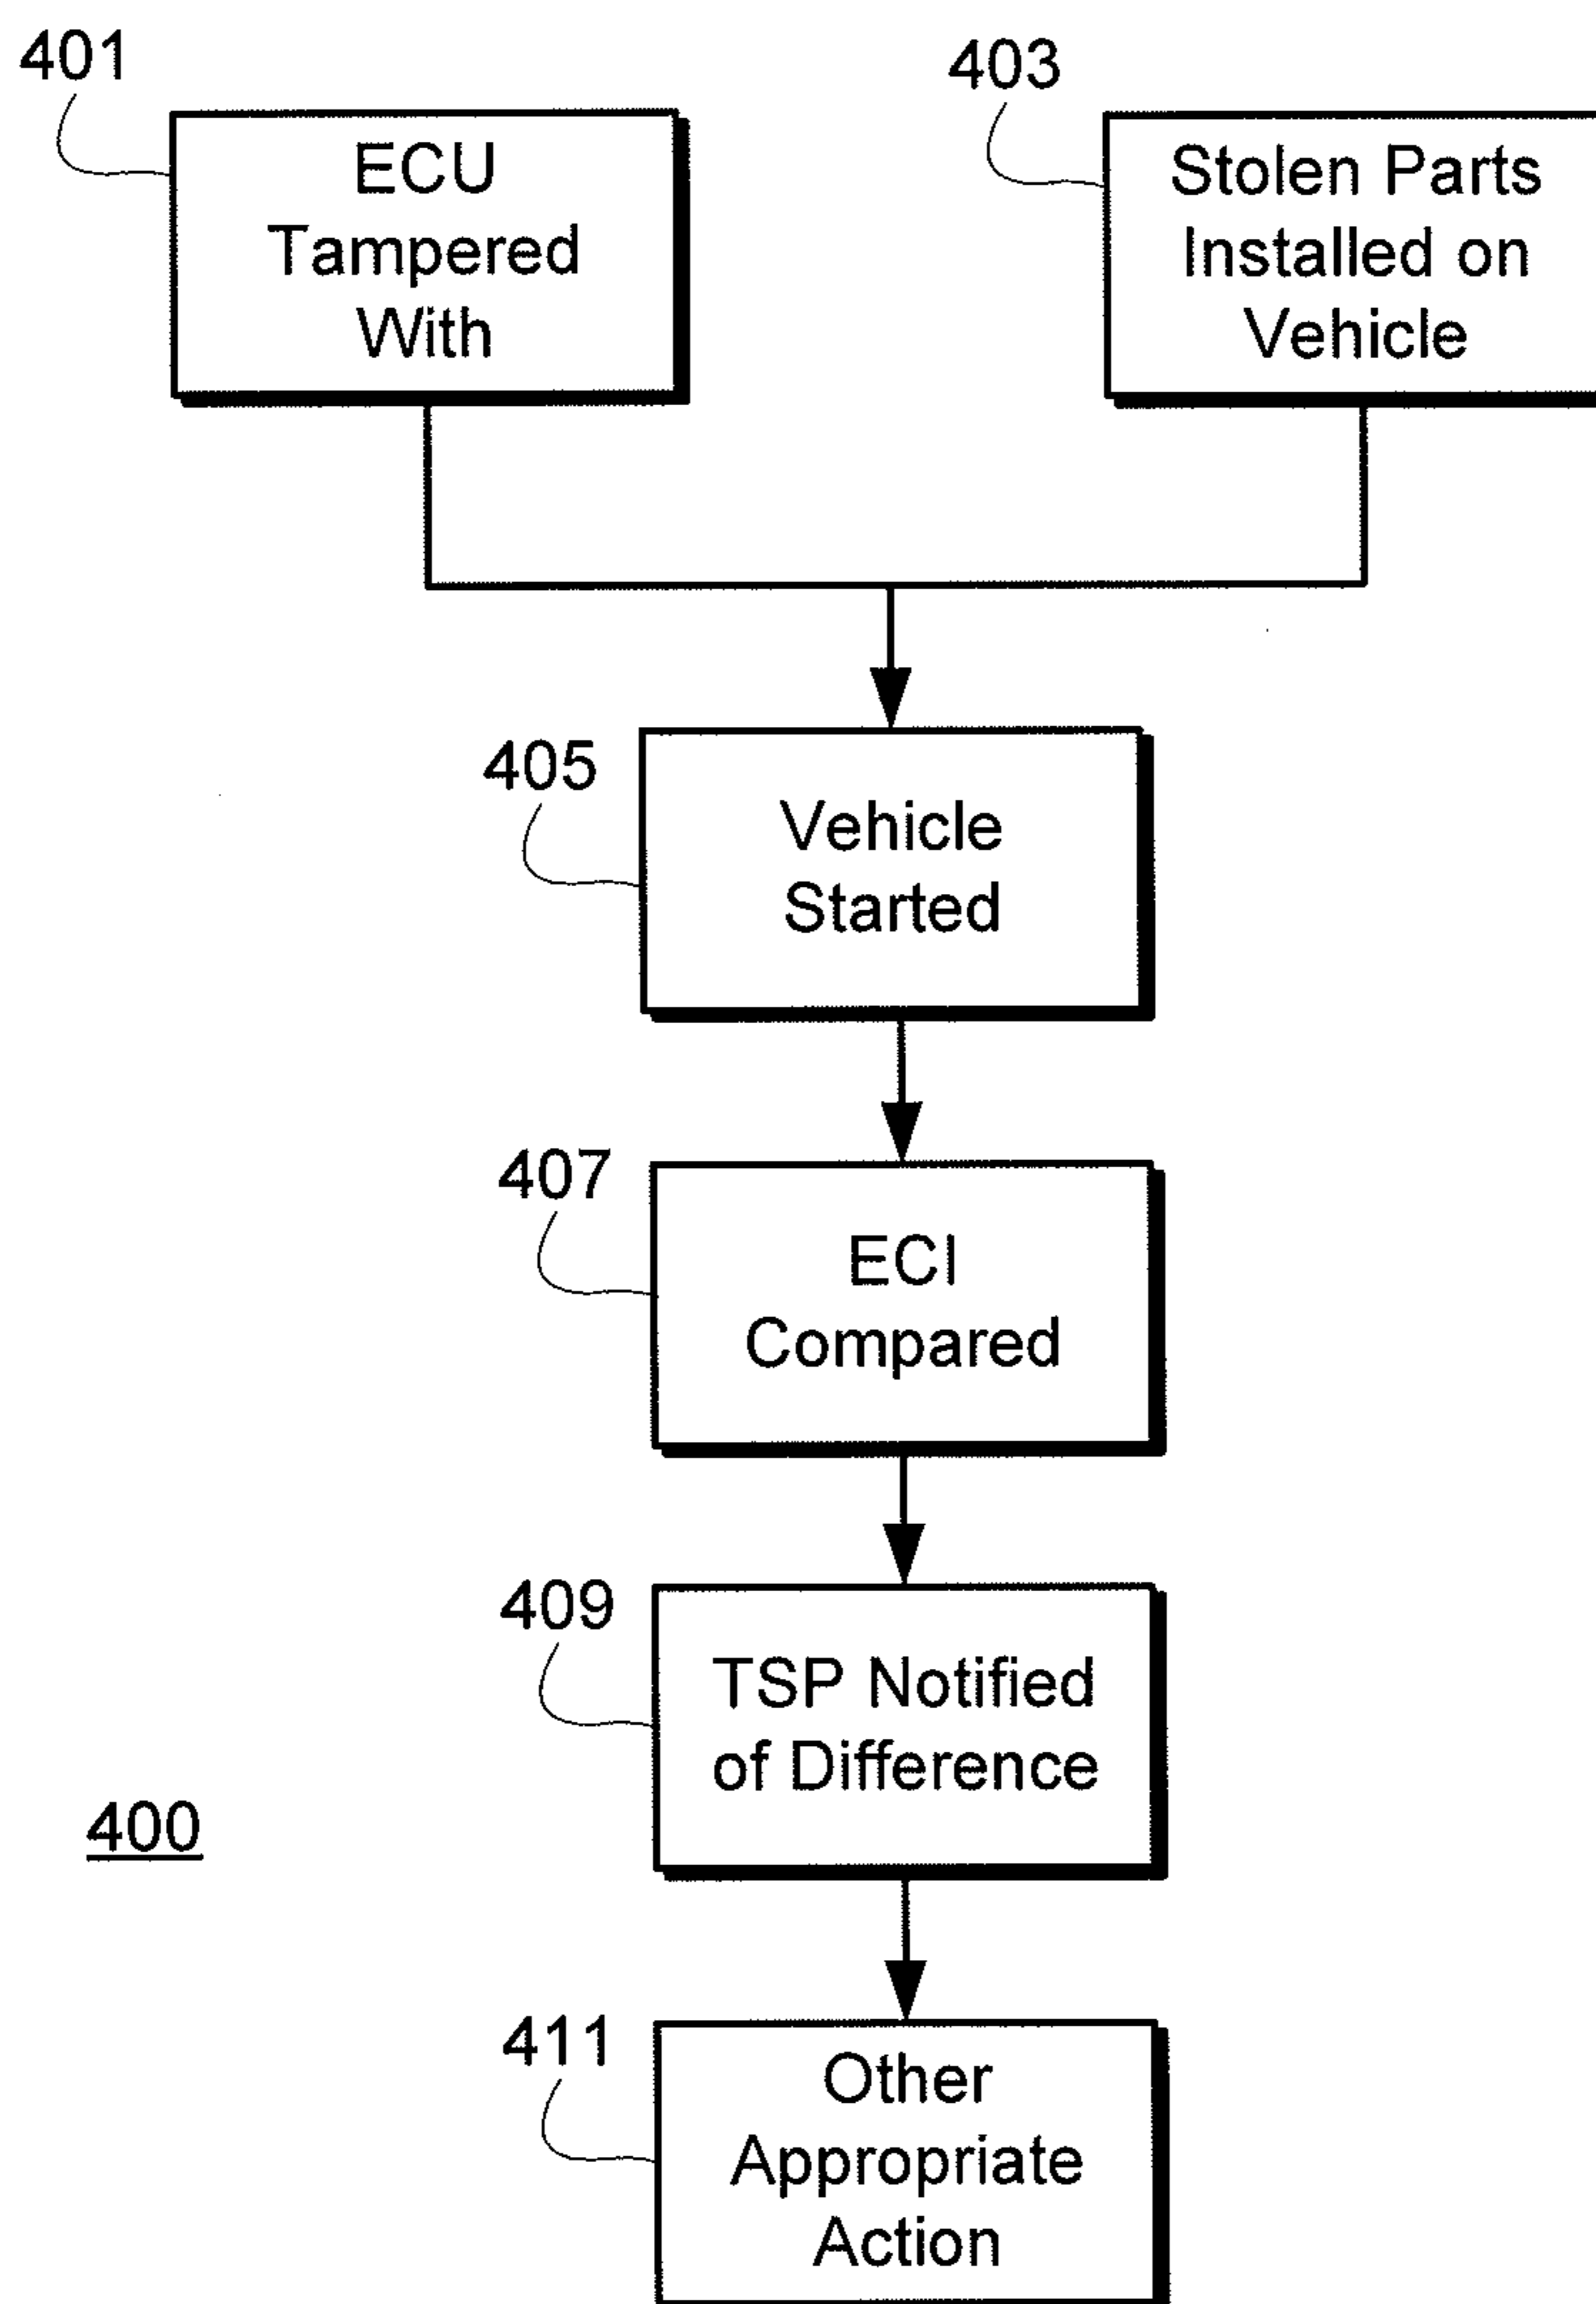 401
ECU
Tampered
With
403
Stolen Parts
Installed on
Vehicle
405
Vehicle
Started
407
ECI
Compared
409
TSP Notified
of Difference
400
411
Other
Appropriate
Action